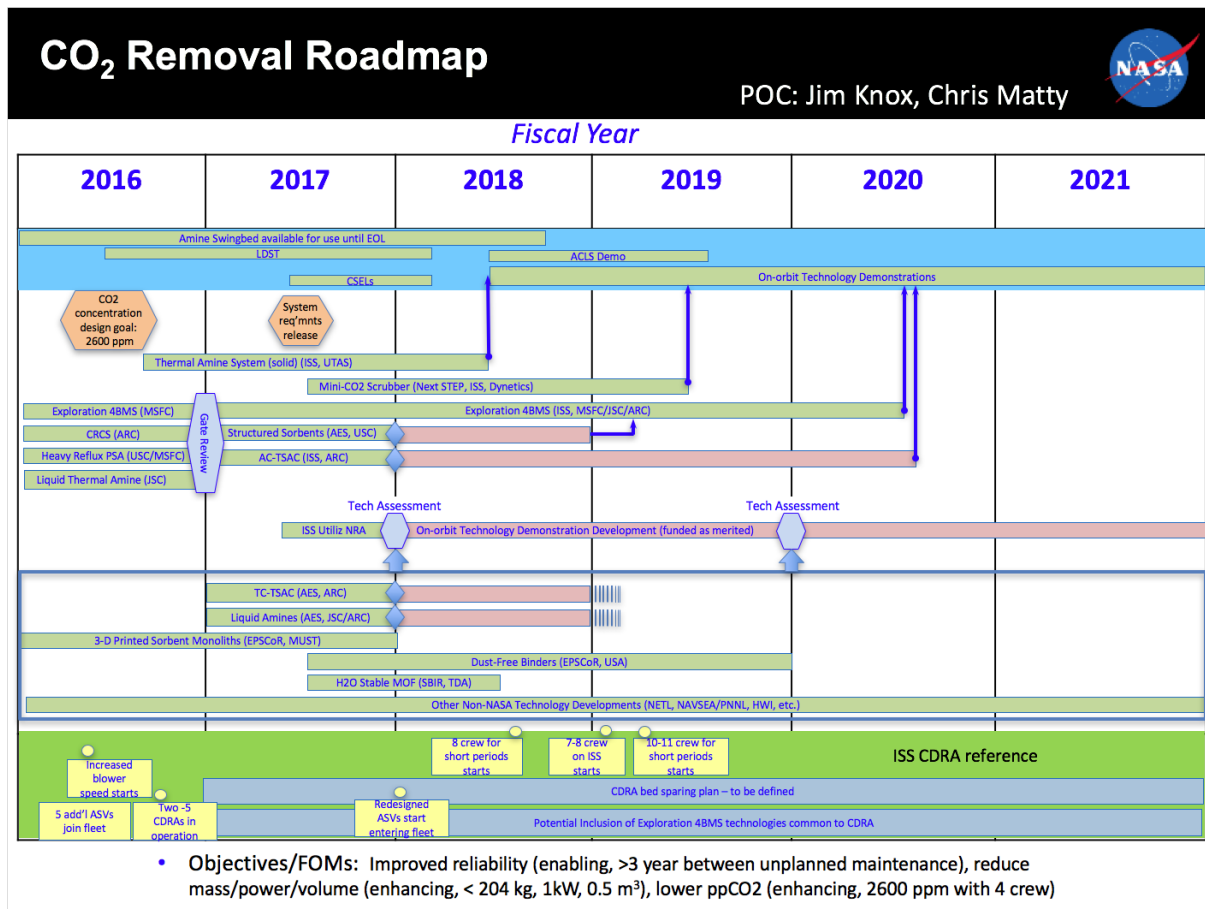 CO₂ Removal Roadmap
NASA
POC: Jim Knox, Chris Matty
Fiscal Year
2016
2017
2018
2019
2020
2021
Amine Swingbed available for use until EOL
LDST
ACLS Demo
On-orbit Technology Demonstrations
CSELs
CO2
concentration
design goal:
2600 ppm
System
req'mnts
release
Thermal Amine System (solid) (ISS, UTAS)
Mini-CO2 Scrubber (Next STEP, ISS, Dynetics)
Exploration 4BMS (MSFC)
Exploration 4BMS (ISS, MSFC/JSC/ARC)
Gate Review
CRCS (ARC)
Structured Sorbents (AES, USC)
Heavy Reflux PSA (USC/MSFC)
AC-TSAC (ISS, ARC)
Liquid Thermal Amine (JSC)
Tech Assessment
Tech Assessment
ISS Utiliz NRA
On-orbit Technology Demonstration Development (funded as merited)
TC-TSAC (AES, ARC)
Liquid Amines (AES, JSC/ARC)
3-D Printed Sorbent Monoliths (EPSCoR, MUST)
Dust-Free Binders (EPSCoR, USA)
H2O Stable MOF (SBIR, TDA)
Other Non-NASA Technology Developments (NETL, NAVSEA/PNNL, HWI, etc.)
8 crew for
short periods
starts
7-8 crew
on ISS
starts
10-11 crew for
short periods
starts
ISS CDRA reference
Increased
blower
speed starts
CDRA bed sparing plan – to be defined
5 add'l ASVs
join fleet
Two -5
CDRAs in
operation
Redesigned
ASVs start
entering fleet
Potential Inclusion of Exploration 4BMS technologies common to CDRA
• Objectives/FOMs: Improved reliability (enabling, >3 year between unplanned maintenance), reduce
mass/power/volume (enhancing, < 204 kg, 1kW, 0.5 m³), lower ppCO2 (enhancing, 2600 ppm with 4 crew)